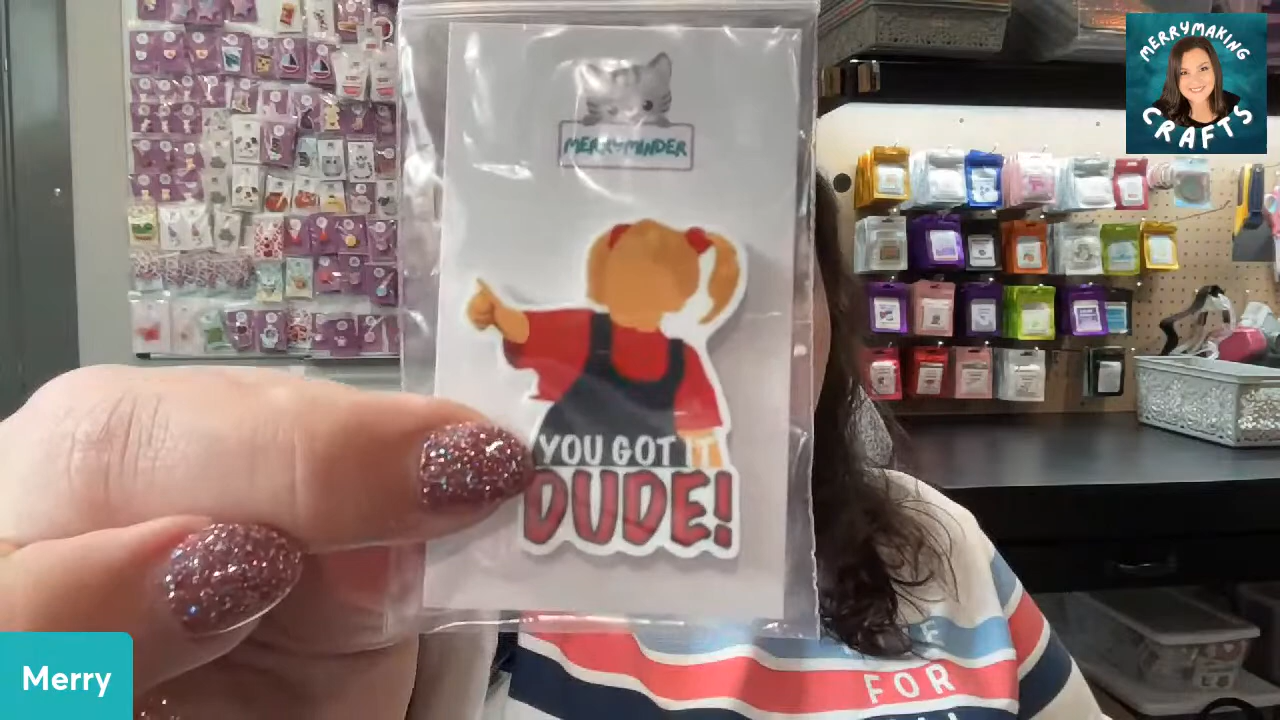 MERRYMAKING
CRAFTS
MERRYMINDER
YOU GOT IT
DUDE!
FOR
Merry